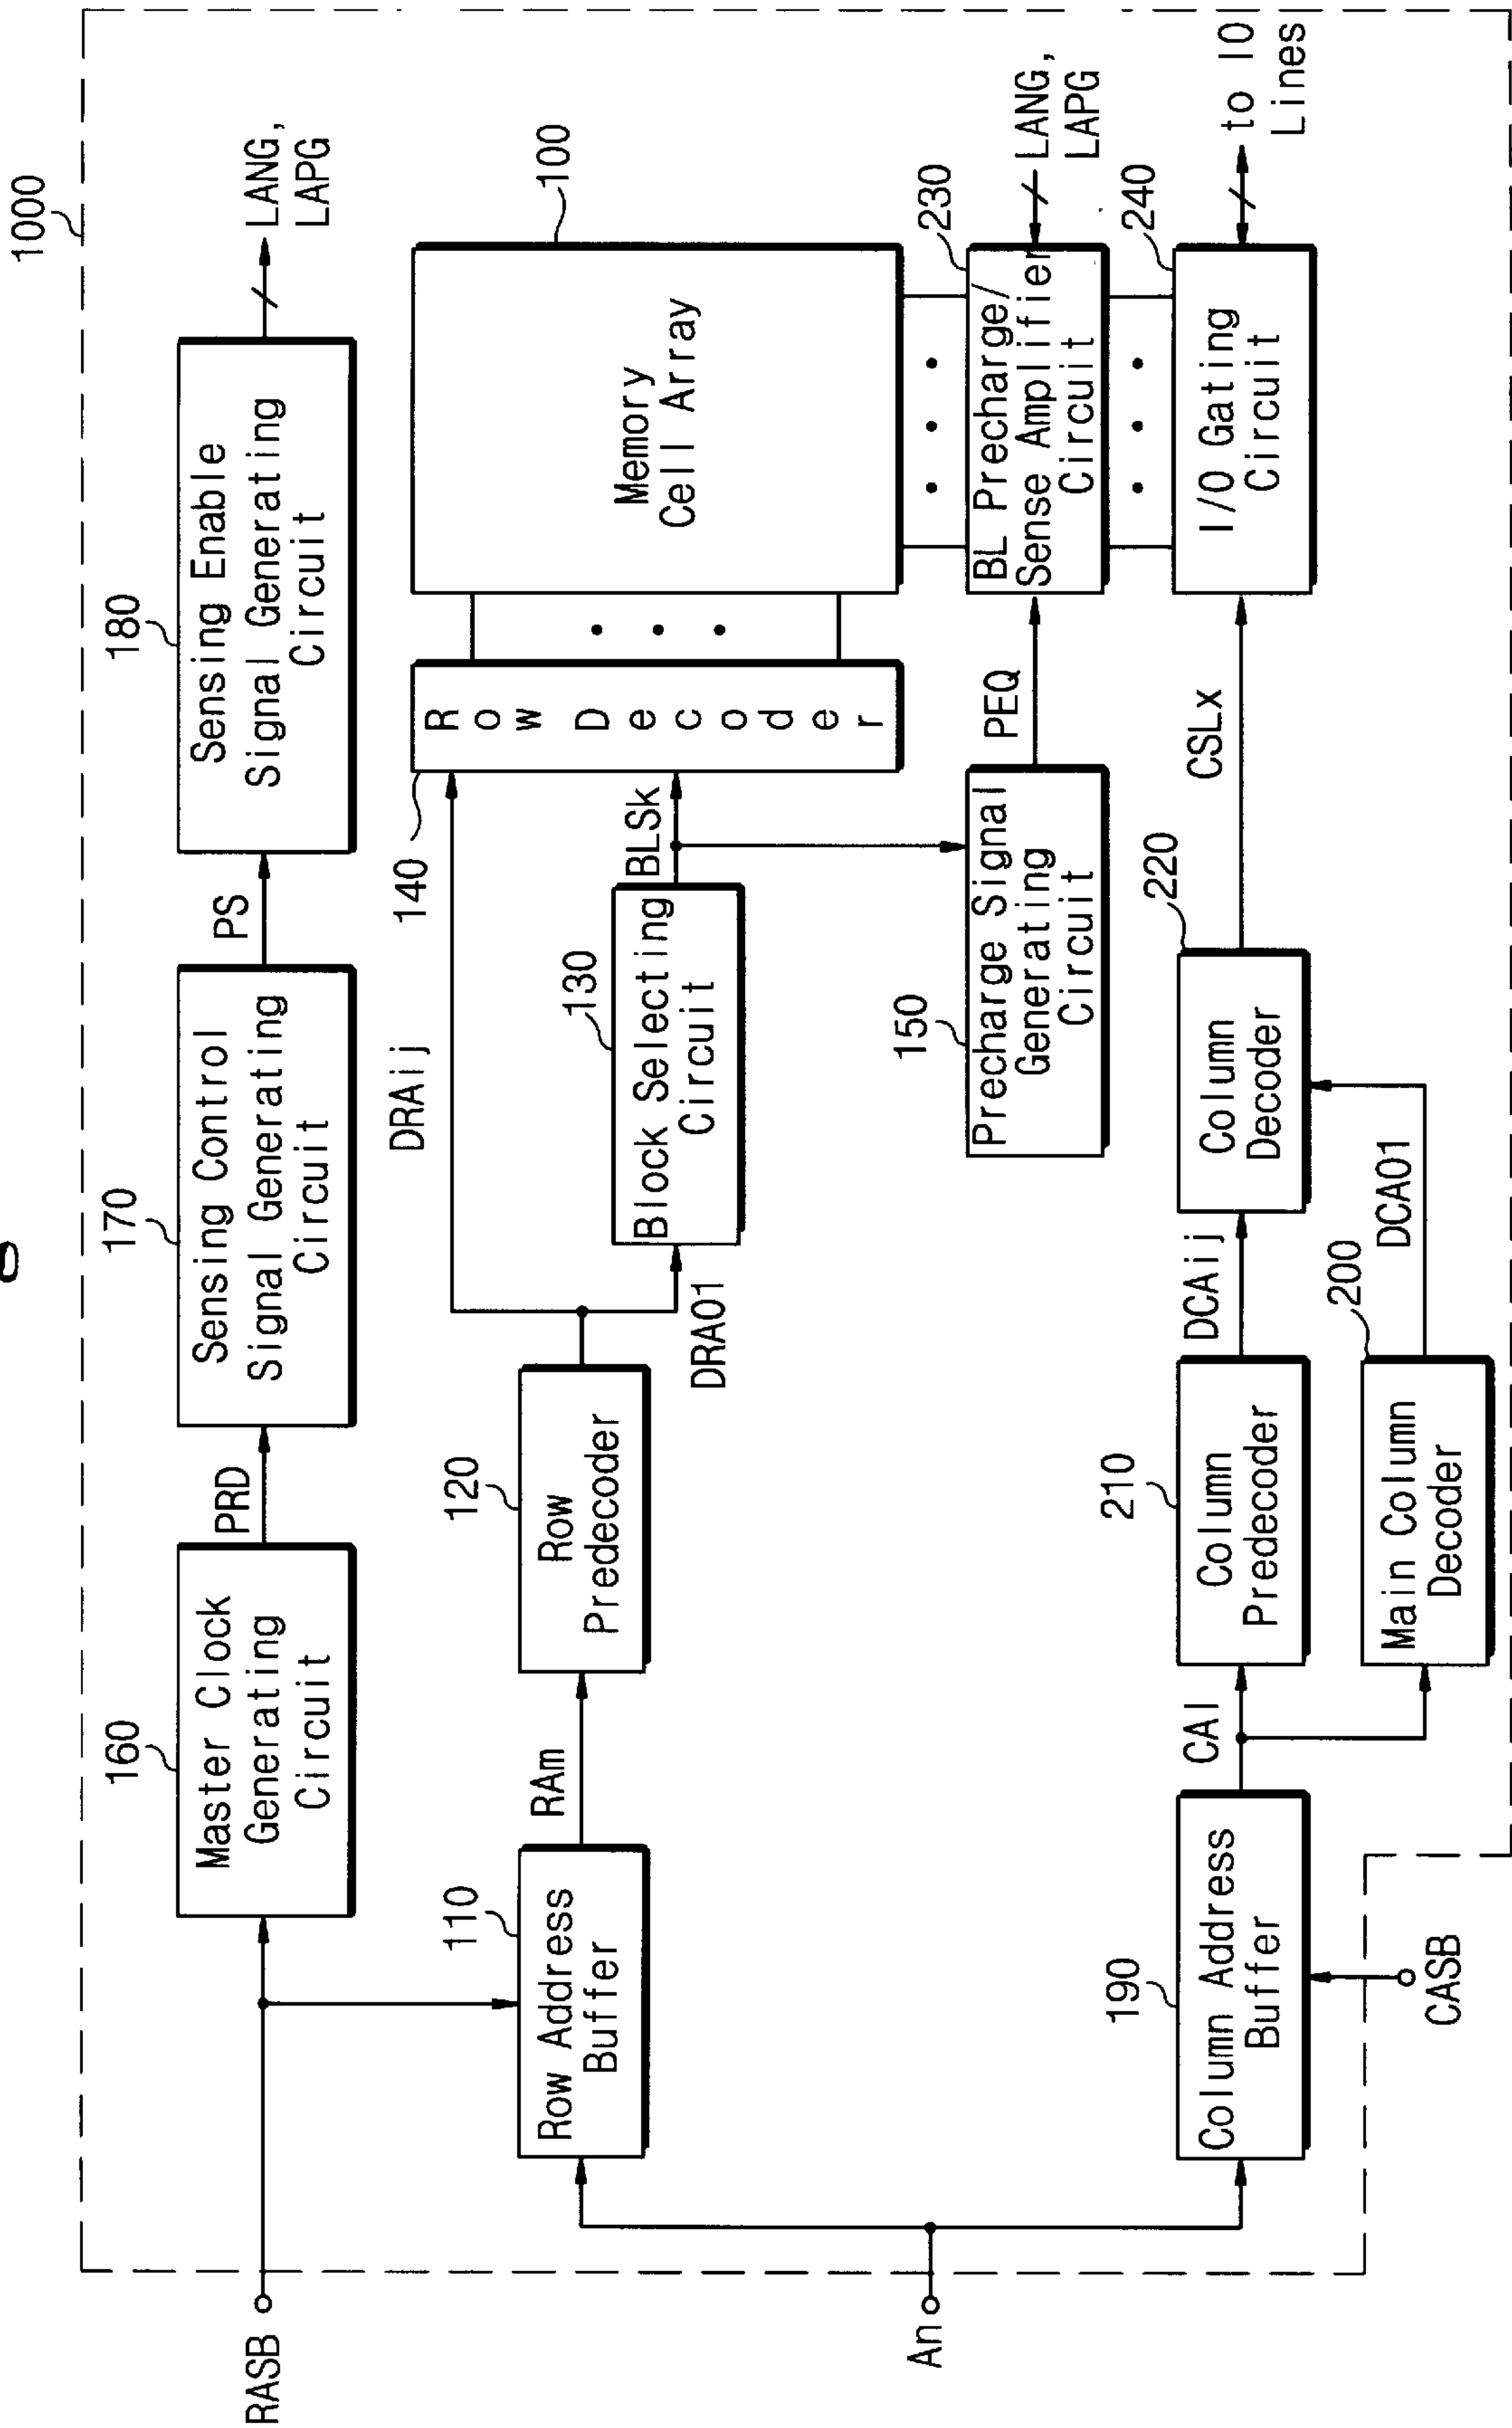 1000
RASB
160
Master Clock
Generating
Circuit
PRD
170
Sensing Control
Signal Generating
Circuit
PS
180
Sensing Enable
Signal Generating
Circuit
LANG,
LAPG
110
Row Address
Buffer
RAm
120
Row
Predecoder
DRAij
DRA01
130
Block Selecting
Circuit
BLSk
140
Row Decoder
Memory
Cell Array
100
An
150
Precharge Signal
Generating
Circuit
PEQ
230
BL Precharge/
Sense Amplifier
Circuit
LANG,
LAPG
190
Column Address
Buffer
CASB
CAl
210
Column
Predecoder
DCAij
200
Main Column
Decoder
DCA01
220
Column
Decoder
CSLx
240
I/O Gating
Circuit
to IO
Lines